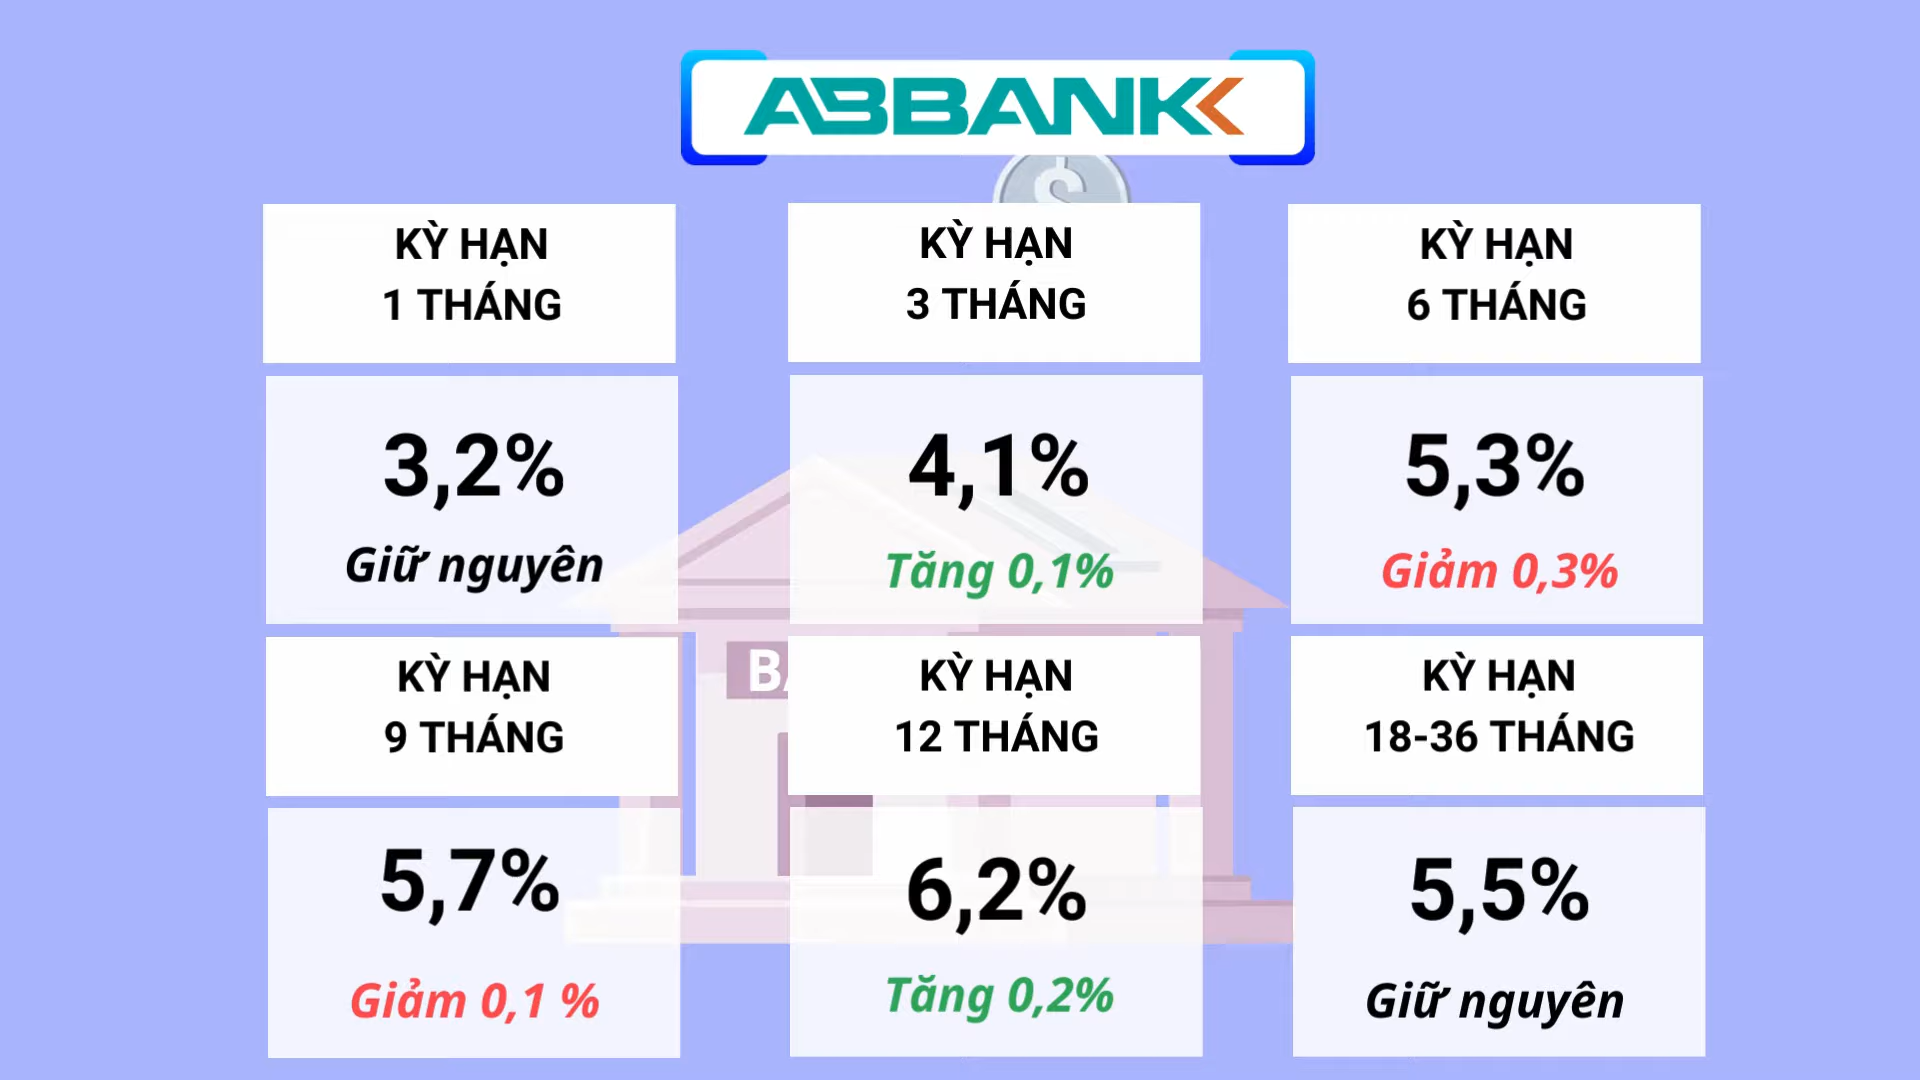 ABBANK
KỲ HẠN
1 THÁNG
KỲ HẠN
3 THÁNG
KỲ HẠN
6 THÁNG
3,2%
Giữ nguyên
4,1%
Tăng 0,1%
5,3%
Giảm 0,3%
KỲ HẠN
9 THÁNG
KỲ HẠN
12 THÁNG
KỲ HẠN
18-36 THÁNG
5,7%
Giảm 0,1 %
6,2%
Tăng 0,2%
5,5%
Giữ nguyên